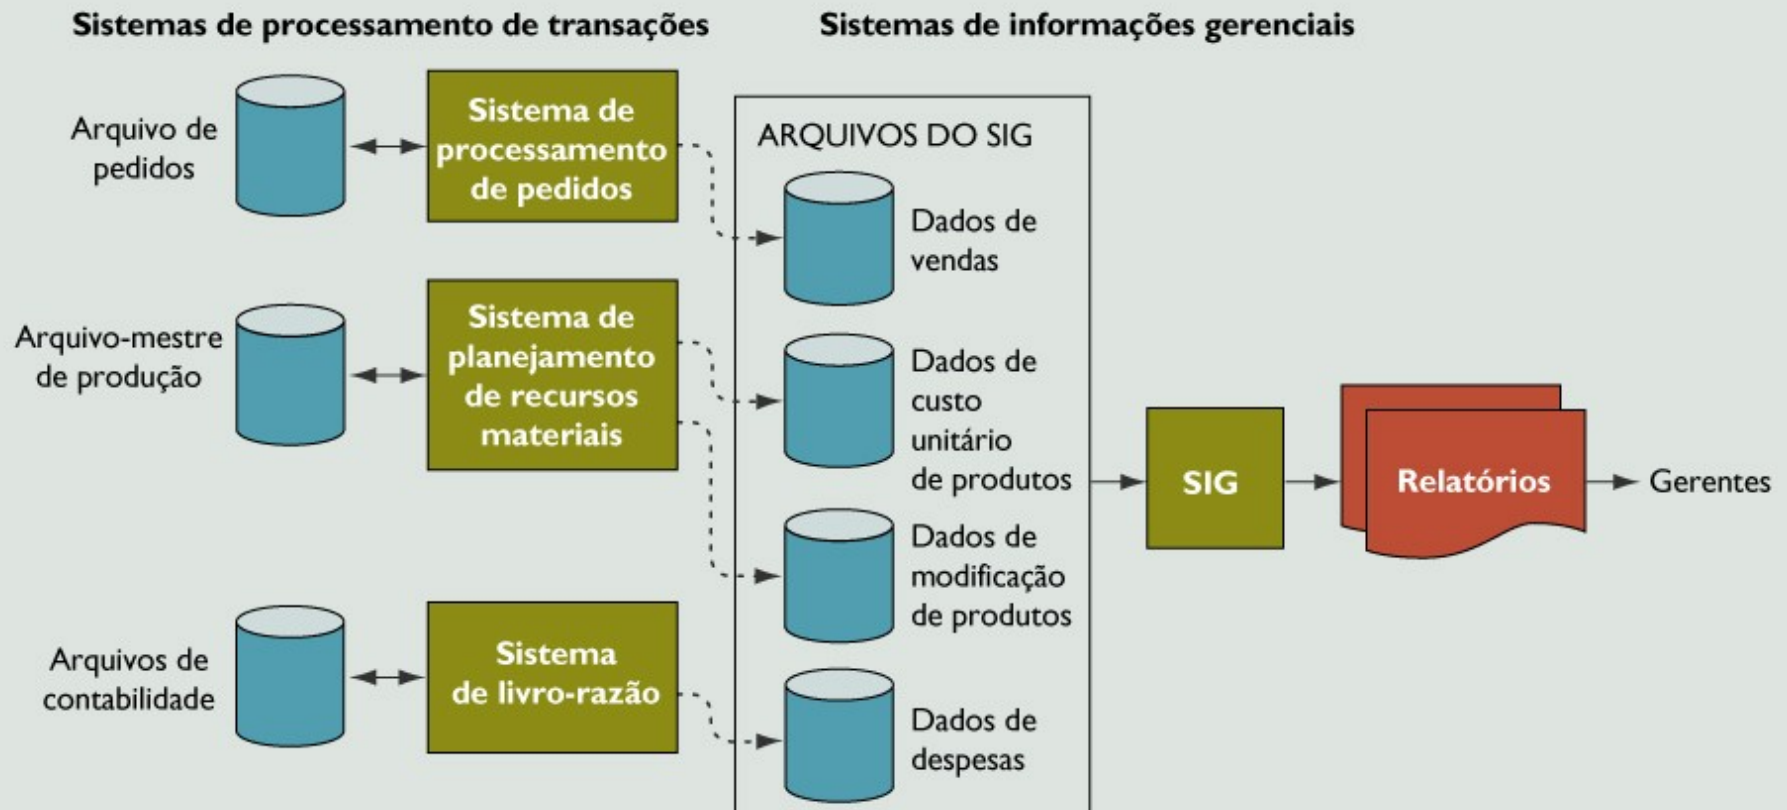 Sistemas de processamento de transações
Sistemas de informações gerenciais
Arquivo de
pedidos
Sistema de
processamento
de pedidos
Arquivo-mestre
de produção
Sistema de
planejamento
de recursos
materiais
Arquivos de
contabilidade
Sistema
de livro-razão
ARQUIVOS DO SIG
Dados de
vendas
Dados de
custo
unitário
de produtos
Dados de
modificação
de produtos
Dados de
despesas
SIG
Relatórios
Gerentes